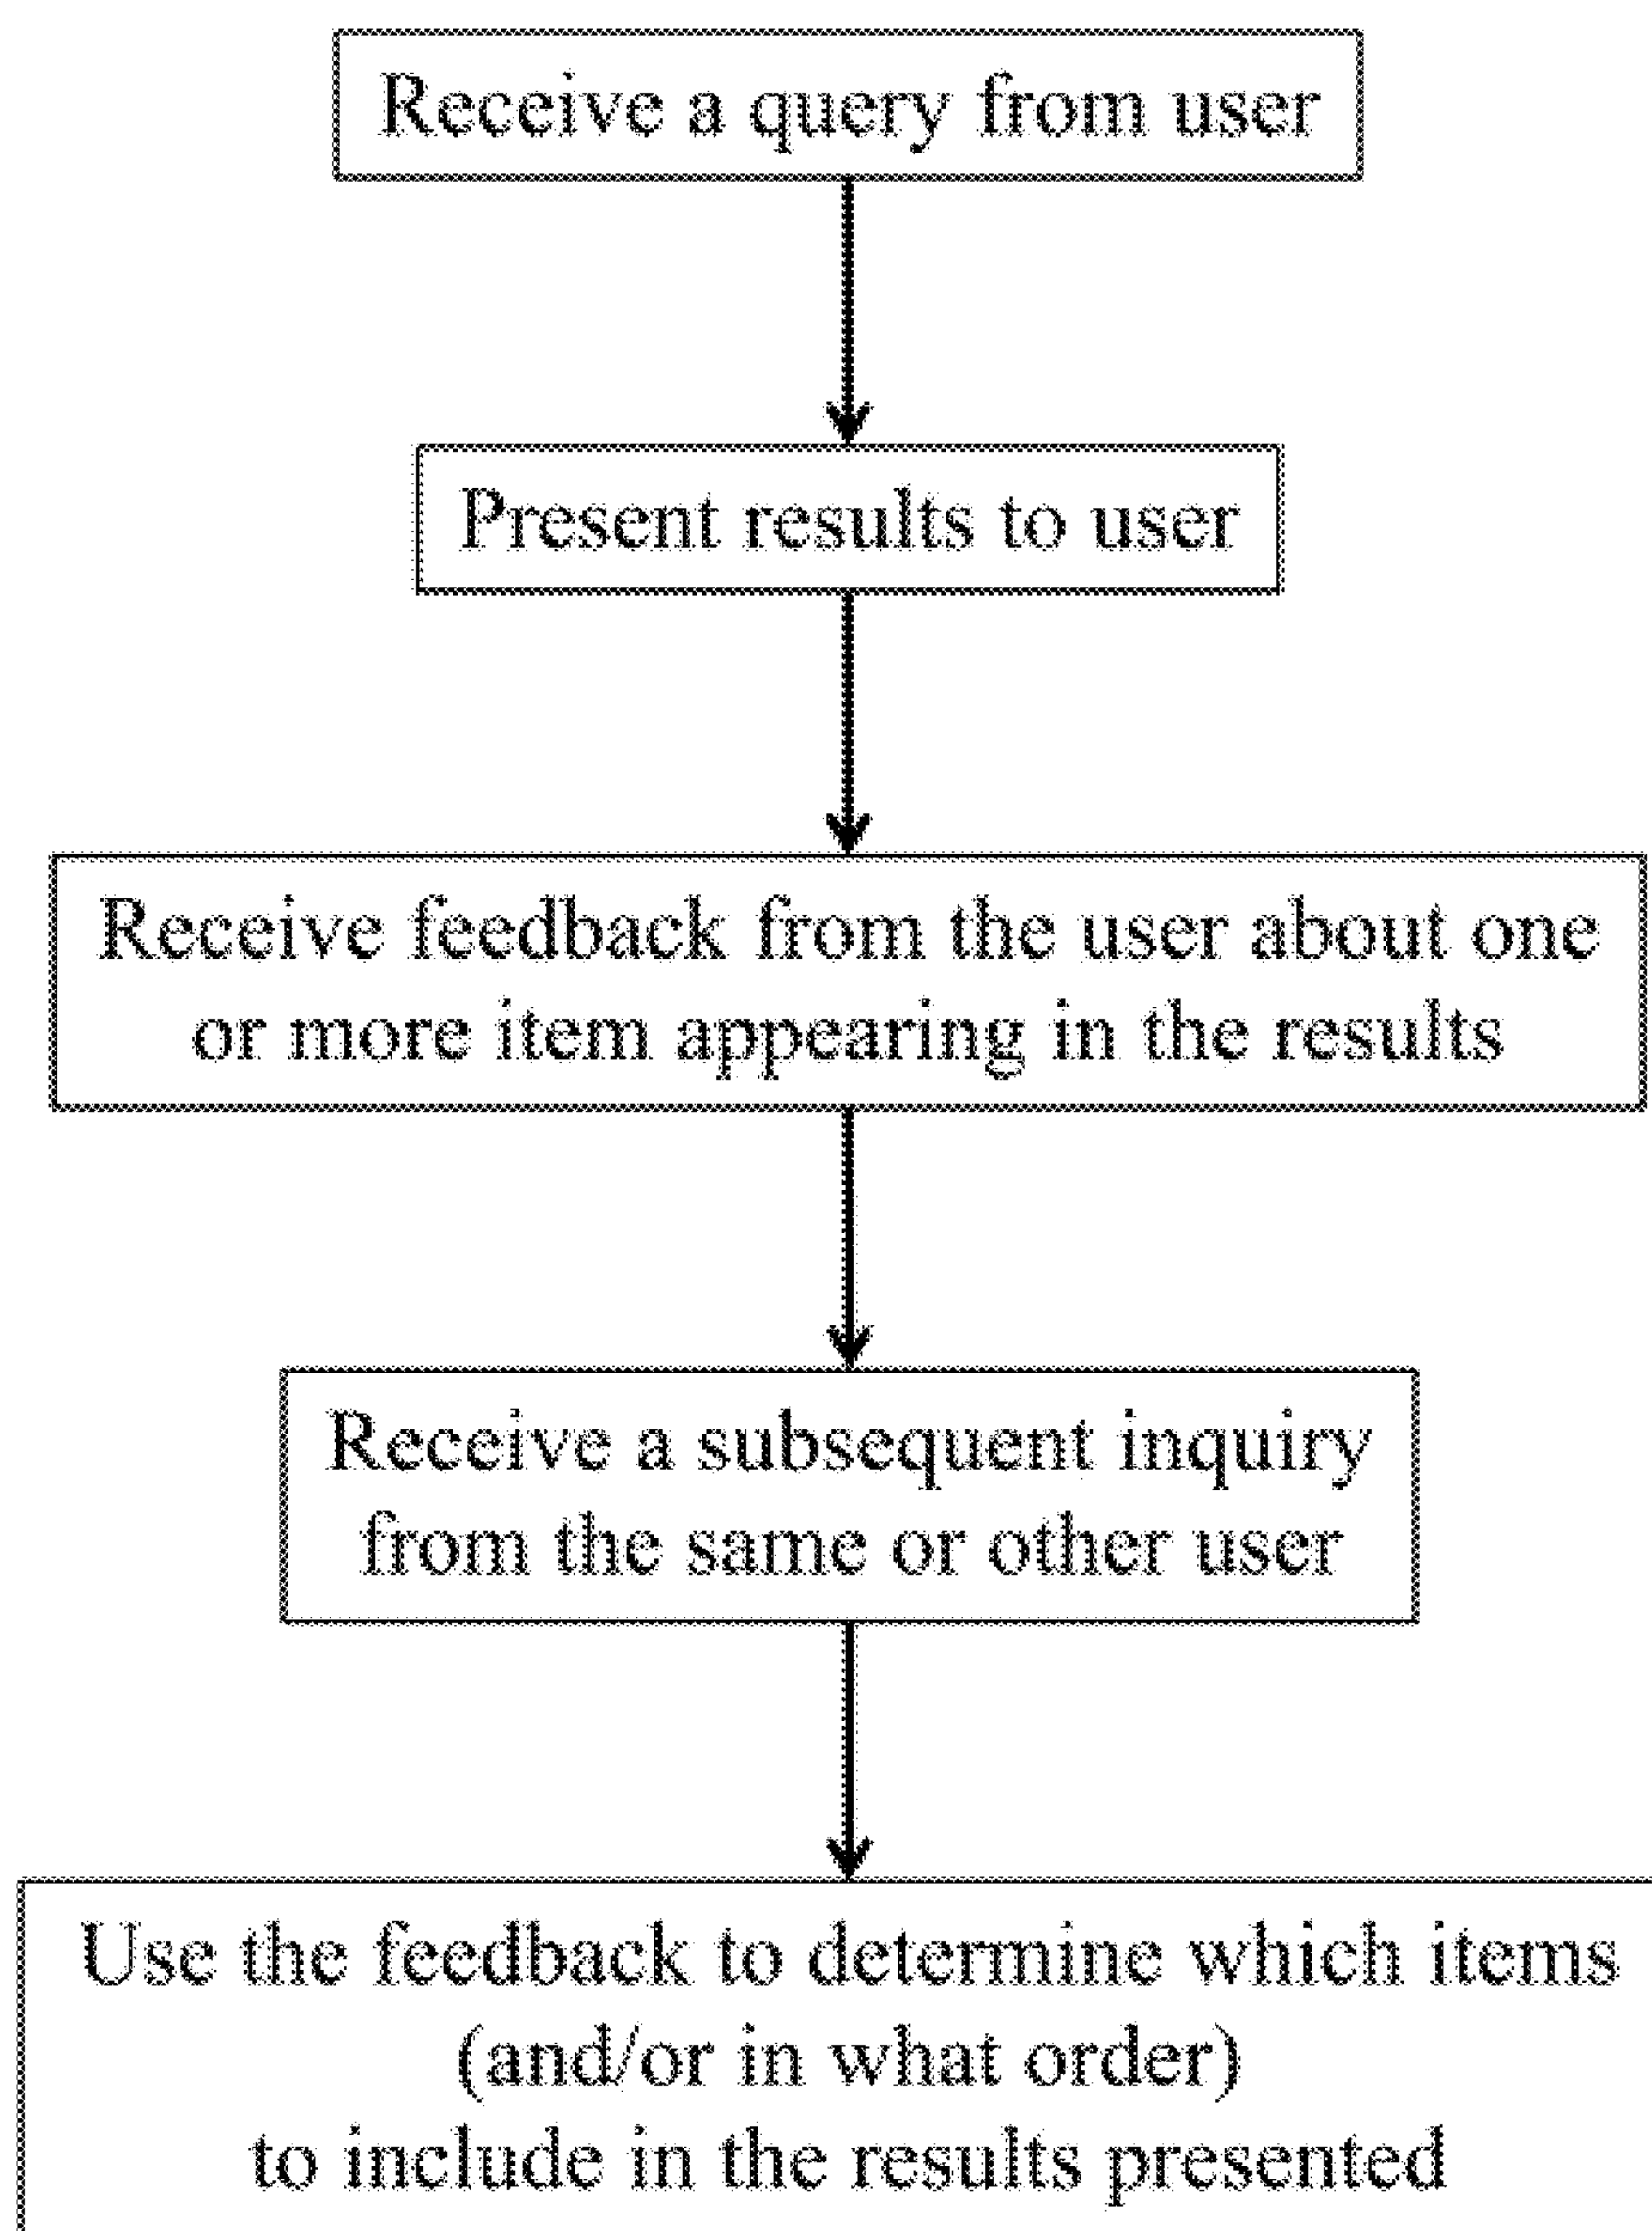 Receive a query from user
Present results to user
Receive feedback from the user about one
or more item appearing in the results
Receive a subsequent inquiry
from the same or other user
Use the feedback to determine which items
(and/or in what order)
to include in the results presented